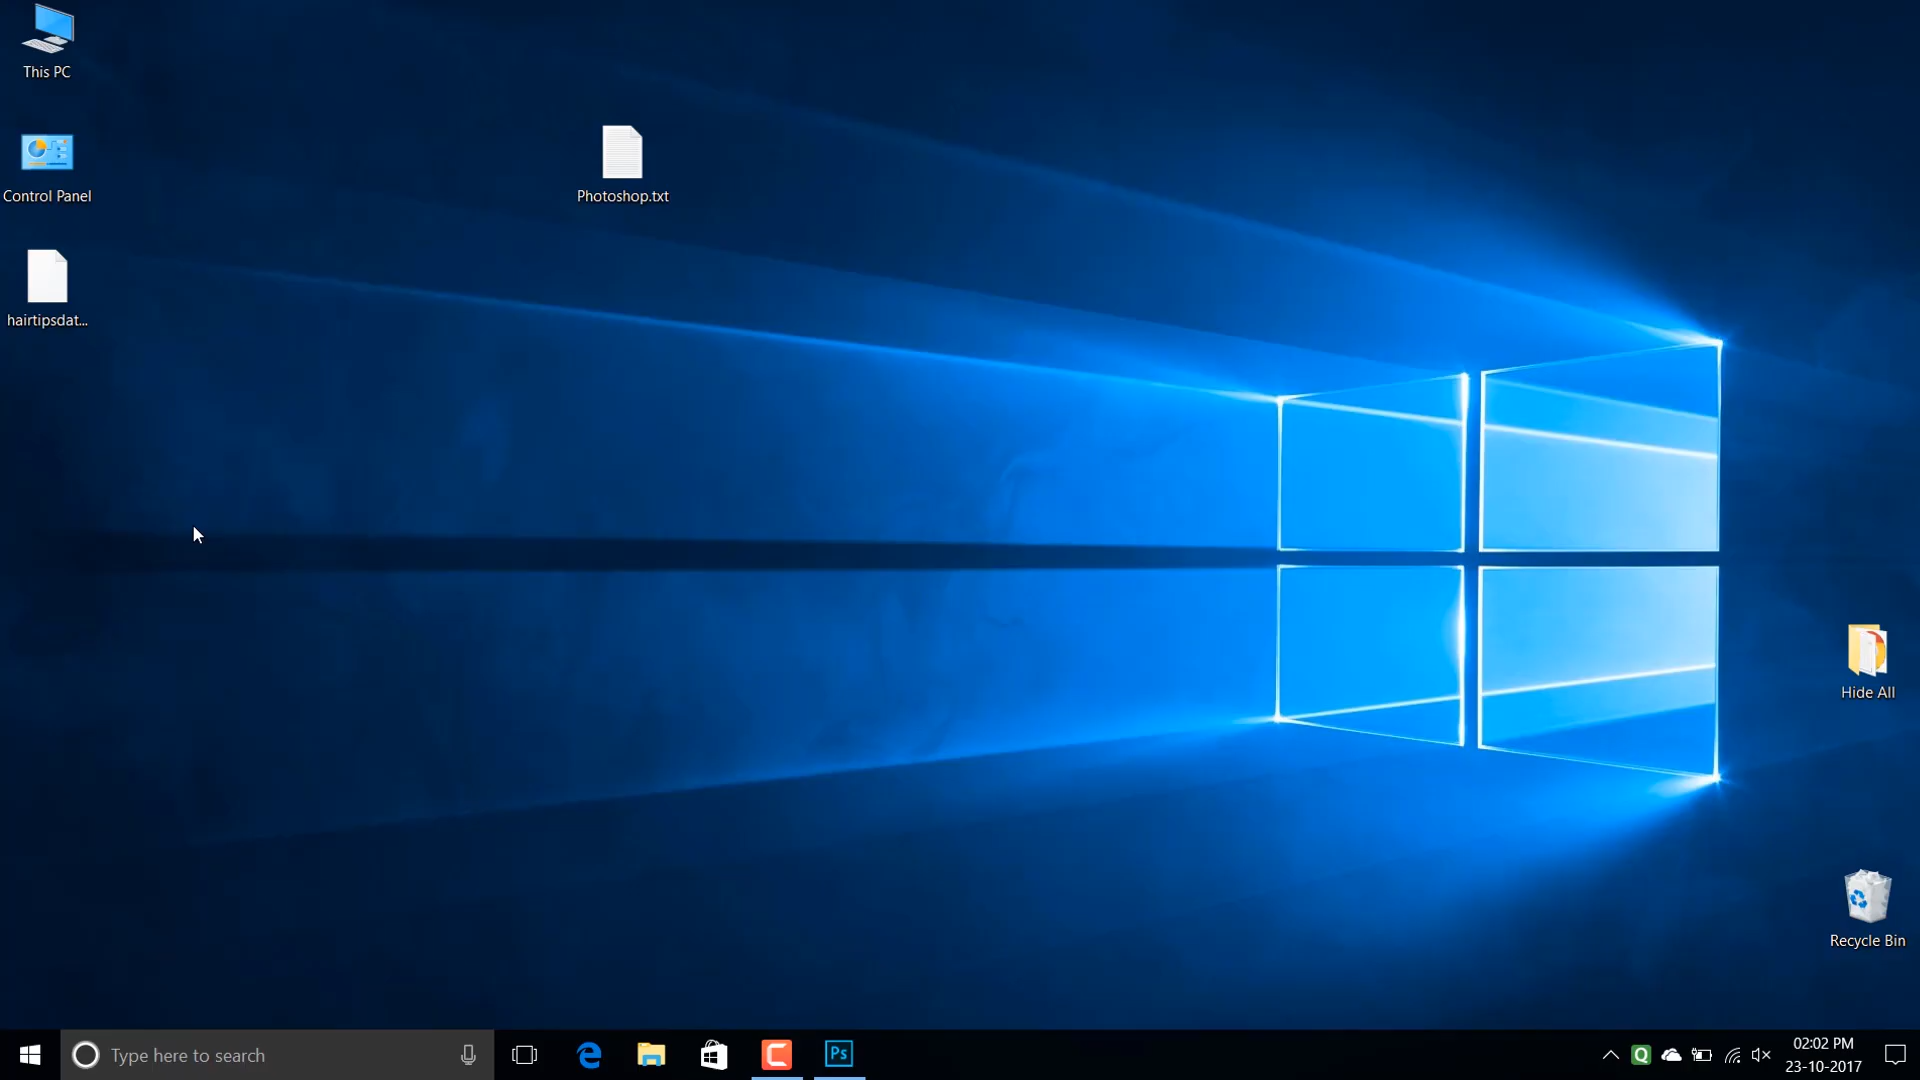 This PC
Control Panel
hairtipsdat...
Photoshop.txt
Hide All
Recycle Bin
Type here to search
C
Ps
Q
02:02 PM
23-10-2017